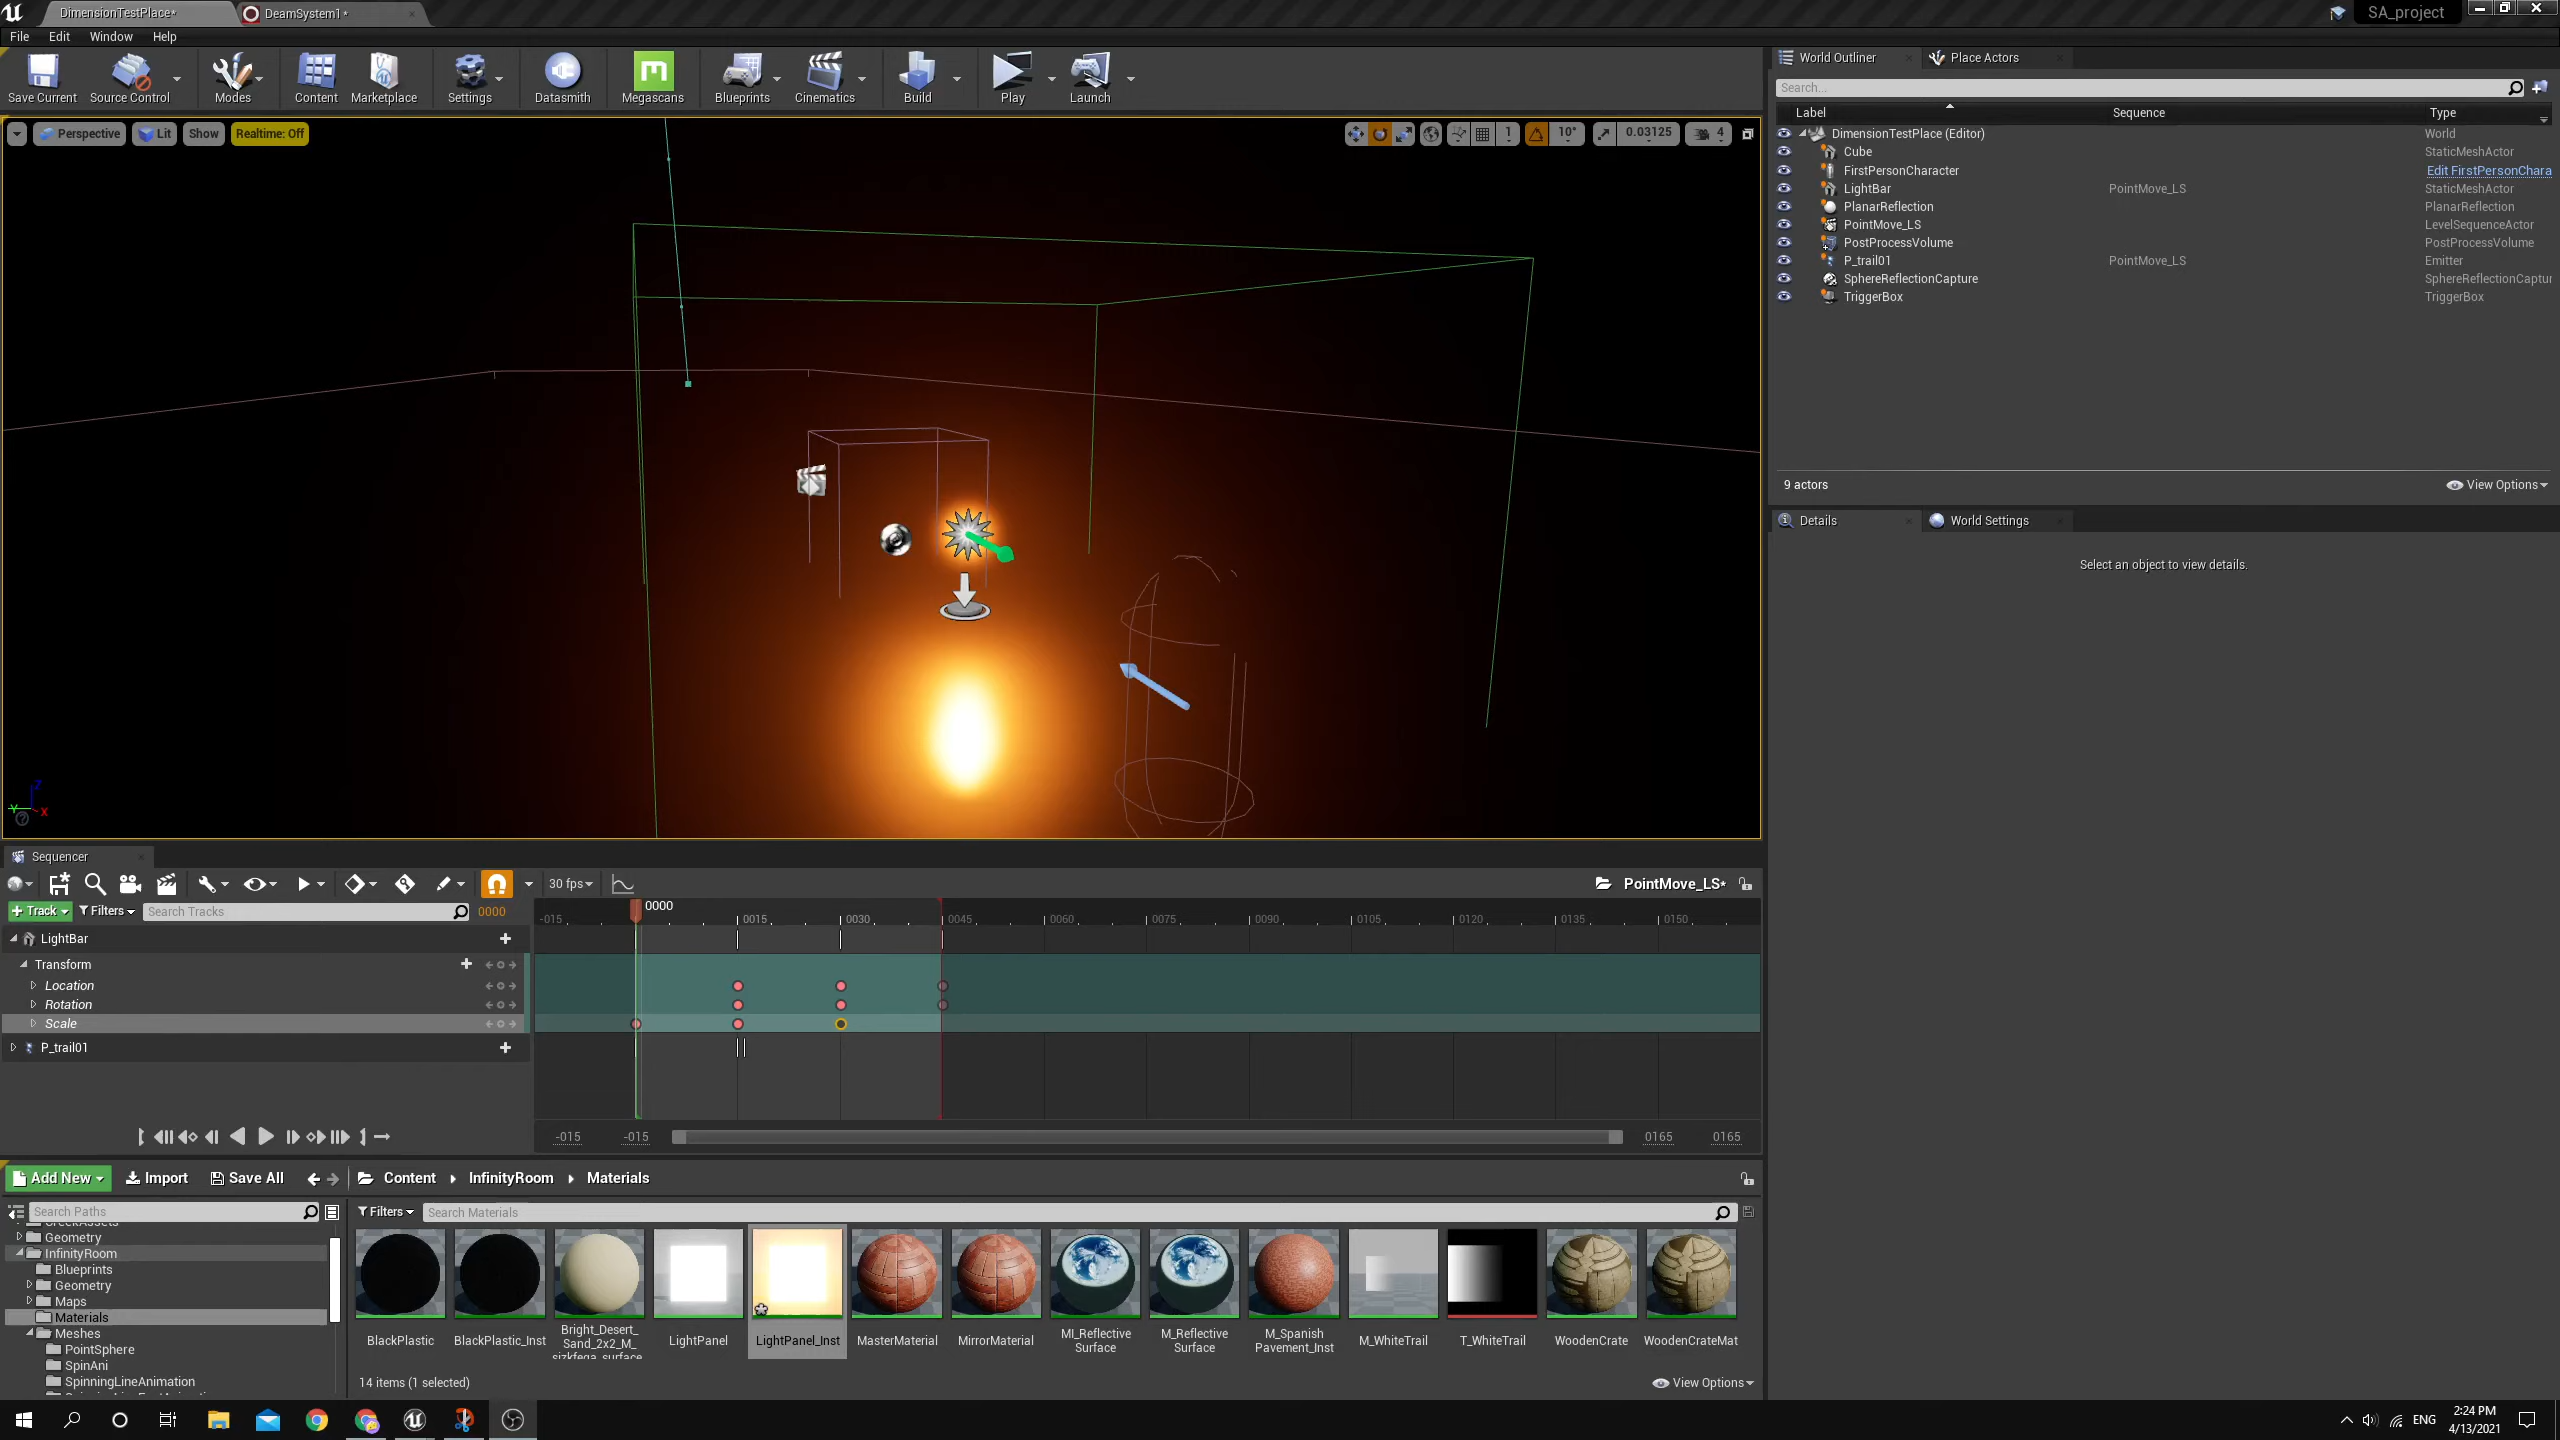 DimensionTestPlace*
DeamSystem1*
SA_project
File Edit Window Help
World Outliner
Place Actors
Save Current
Source Control
Modes
Content
Marketplace
Settings
Datasmith
Megascans
Blueprints
Cinematics
Build
Play
Launch
Search...
Label Sequence Type
Perspective
Lit
Show
Realtime: Off
1
10°
0.03125
4
DimensionTestPlace (Editor) World
Cube StaticMeshActor
FirstPersonCharacter Edit FirstPersonChara
LightBar PointMove_LS StaticMeshActor
PlanarReflection PlanarReflection
PointMove_LS LevelSequenceActor
PostProcessVolume PostProcessVolume
P_trail01 PointMove_LS Emitter
SphereReflectionCapture SphereReflectionCaptur
TriggerBox TriggerBox
9 actors
View Options
Details
World Settings
Select an object to view details.
Z
Y
X
Sequencer
30 fps
PointMove_LS*
+ Track
Filters
Search Tracks
0000
0000
-015 0015 0030 0045 0060 0075 0090 0105 0120 0135 0150
LightBar
Transform
Location
Rotation
Scale
P_trail01
-015 -015 0165 0165
Add New
Import
Save All
Content
InfinityRoom
Materials
Search Paths
Filters
Search Materials
GreekAssets
Geometry
InfinityRoom
Blueprints
Geometry
Maps
Materials
Meshes
PointSphere
SpinAni
SpinningLineAnimation
BlackPlastic
BlackPlastic_Inst
Bright_Desert_
Sand_2x2_M_
sizkfega_surface
LightPanel
LightPanel_Inst
MasterMaterial
MirrorMaterial
MI_Reflective
Surface
M_Reflective
Surface
M_Spanish
Pavement_Inst
M_WhiteTrail
T_WhiteTrail
WoodenCrate
WoodenCrateMat
14 items (1 selected)
View Options
ENG
2:24 PM
4/13/2021